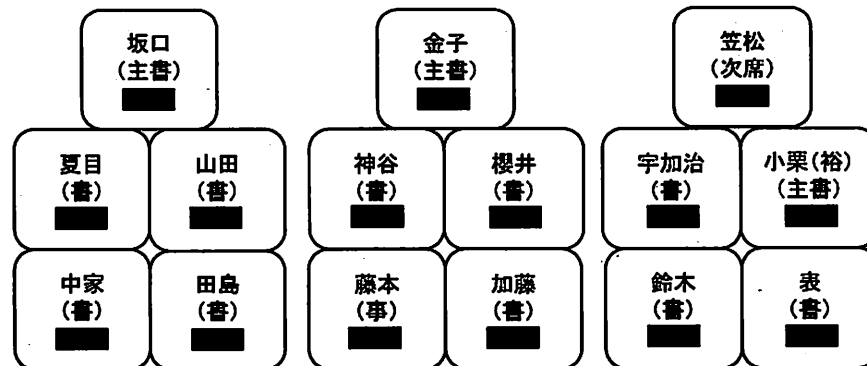 坂口
(主書)
金子
(主書)
笠松
(次席)
夏目
(書)
山田
(書)
神谷
(書)
櫻井
(書)
宇加治
(書)
小栗(裕)
(主書)
中家
(書)
田島
(書)
藤本
(事)
加藤
(書)
鈴木
(書)
表
(書)